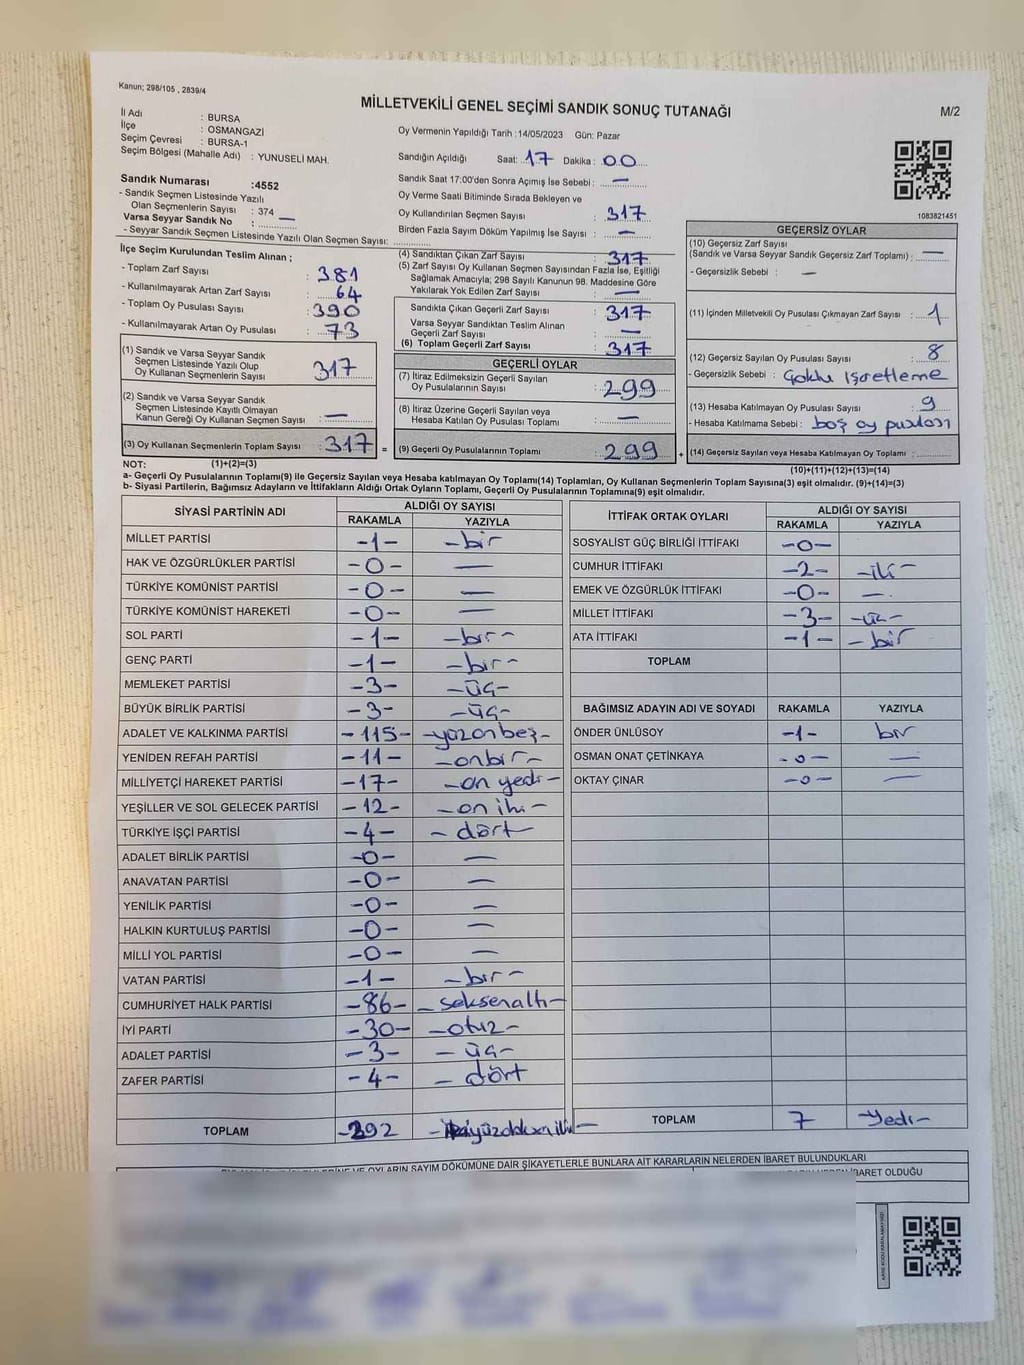 Kanun; 298/105 , 2839/4
MİLLETVEKİLİ GENEL SEÇİMİ SANDIK SONUÇ TUTANAĞI
M/2
İl Adı : BURSA
İlçe : OSMANGAZİ
Seçim Çevresi : BURSA-1
Seçim Bölgesi (Mahalle Adı) : YUNUSELİ MAH.
Oy Vermenin Yapıldığı Tarih : 14/05/2023 Gün: Pazar
Sandığın Açıldığı Saat: 17 Dakika : 00
Sandık Saat 17:00'den Sonra Açımış İse Sebebi : —
Sandık Numarası :4552
- Sandık Seçmen Listesinde Yazılı
Olan Seçmenlerin Sayısı : 374
Varsa Seyyar Sandık No : —
- Seyyar Sandık Seçmen Listesinde Yazılı Olan Seçmen Sayısı:
Oy Verme Saati Bitiminde Sırada Bekleyen ve
Oy Kullandırılan Seçmen Sayısı : 317
Birden Fazla Sayım Döküm Yapılmış İse Sayısı : —
1083821451
İlçe Seçim Kurulundan Teslim Alınan ;
- Toplam Zarf Sayısı : 381
- Kullanılmayarak Artan Zarf Sayısı : 64
- Toplam Oy Pusulası Sayısı : 390
- Kullanılmayarak Artan Oy Pusulası : 73
(1) Sandık ve Varsa Seyyar Sandık
Seçmen Listesinde Yazılı Olup
Oy Kullanan Seçmenlerin Sayısı : 317
(2) Sandık ve Varsa Seyyar Sandık
Seçmen Listesinde Kayıtlı Olmayan
Kanun Gereği Oy Kullanan Seçmen Sayısı : —
(3) Oy Kullanan Seçmenlerin Toplam Sayısı : 317 =
(4) Sandıktan Çıkan Zarf Sayısı : 317
(5) Zarf Sayısı Oy Kullanan Seçmen Sayısından Fazla İse, Eşitliği
Sağlamak Amacıyla; 298 Sayılı Kanunun 98. Maddesine Göre
Yakılarak Yok Edilen Zarf Sayısı : —
Sandıkta Çıkan Geçerli Zarf Sayısı : 317
Varsa Seyyar Sandıktan Teslim Alınan
Geçerli Zarf Sayısı : —
(6) Toplam Geçerli Zarf Sayısı : 317
GEÇERLİ OYLAR
(7) İtiraz Edilmeksizin Geçerli Sayılan
Oy Pusulalarının Sayısı : 299
(8) İtiraz Üzerine Geçerli Sayılan veya
Hesaba Katılan Oy Pusulası Toplamı : —
(9) Geçerli Oy Pusulalarının Toplamı : 299 +
GEÇERSİZ OYLAR
(10) Geçersiz Zarf Sayısı
(Sandık ve Varsa Seyyar Sandık Geçersiz Zarf Toplamı) : —
- Geçersizlik Sebebi : —
(11) İçinden Milletvekili Oy Pusulası Çıkmayan Zarf Sayısı : 1
(12) Geçersiz Sayılan Oy Pusulası Sayısı : 8
- Geçersizlik Sebebi : Çoklu İşaretleme
(13) Hesaba Katılmayan Oy Pusulası Sayısı : 9
- Hesaba Katılmama Sebebi : boş oy pusulası
(14) Geçersiz Sayılan veya Hesaba Katılmayan Oy Toplamı :
NOT: (1)+(2)=(3) (10)+(11)+(12)+(13)=(14)
a- Geçerli Oy Pusulalarının Toplamı(9) ile Geçersiz Sayılan veya Hesaba katılmayan Oy Toplamı(14) Toplamları, Oy Kullanan Seçmenlerin Toplam Sayısına(3) eşit olmalıdır. (9)+(14)=(3)
b- Siyasi Partilerin, Bağımsız Adayların ve İttifakların Aldığı Ortak Oyların Toplamı, Geçerli Oy Pusulalarının Toplamına(9) eşit olmalıdır.
SİYASİ PARTİNİN ADI ALDIĞI OY SAYISI
RAKAMLA YAZIYLA
MİLLET PARTİSİ -1- -bir
HAK VE ÖZGÜRLÜKLER PARTİSİ -0- —
TÜRKİYE KOMÜNİST PARTİSİ -0- —
TÜRKİYE KOMÜNİST HAREKETİ -0- —
SOL PARTİ -1- -bir-
GENÇ PARTİ -1- -bir-
MEMLEKET PARTİSİ -3- -üç-
BÜYÜK BİRLİK PARTİSİ -3- -üç-
ADALET VE KALKINMA PARTİSİ -115- -yüzonbeş-
YENİDEN REFAH PARTİSİ -11- -onbir-
MİLLİYETÇİ HAREKET PARTİSİ -17- -on yedi-
YEŞİLLER VE SOL GELECEK PARTİSİ -12- -on iki-
TÜRKİYE İŞÇİ PARTİSİ -4- -dört-
ADALET BİRLİK PARTİSİ -0- —
ANAVATAN PARTİSİ -0- —
YENİLİK PARTİSİ -0- —
HALKIN KURTULUŞ PARTİSİ -0- —
MİLLİ YOL PARTİSİ -0- —
VATAN PARTİSİ -1- -bir-
CUMHURİYET HALK PARTİSİ -86- -seksenaltı-
İYİ PARTİ -30- -otuz-
ADALET PARTİSİ -3- -üç-
ZAFER PARTİSİ -4- -dört
TOPLAM -292 -ikiyüzdoksaniki-
İTTİFAK ORTAK OYLARI ALDIĞI OY SAYISI
RAKAMLA YAZIYLA
SOSYALİST GÜÇ BİRLİĞİ İTTİFAKI -0-
CUMHUR İTTİFAKI -2- -iki-
EMEK VE ÖZGÜRLÜK İTTİFAKI -0- —
MİLLET İTTİFAKI -3- -üç-
ATA İTTİFAKI -1- -bir
TOPLAM
BAĞIMSIZ ADAYIN ADI VE SOYADI RAKAMLA YAZIYLA
ÖNDER ÜNLÜSOY -1- bir
OSMAN ONAT ÇETİNKAYA -0- —
OKTAY ÇINAR -0- —
TOPLAM 7 Yedi-
OYLARIN SAYIM DÖKÜMÜNE DAİR ŞİKAYETLERLE BUNLARA AİT KARARLARIN NELERDEN İBARET BULUNDUKLARI
İBARET OLDUĞU